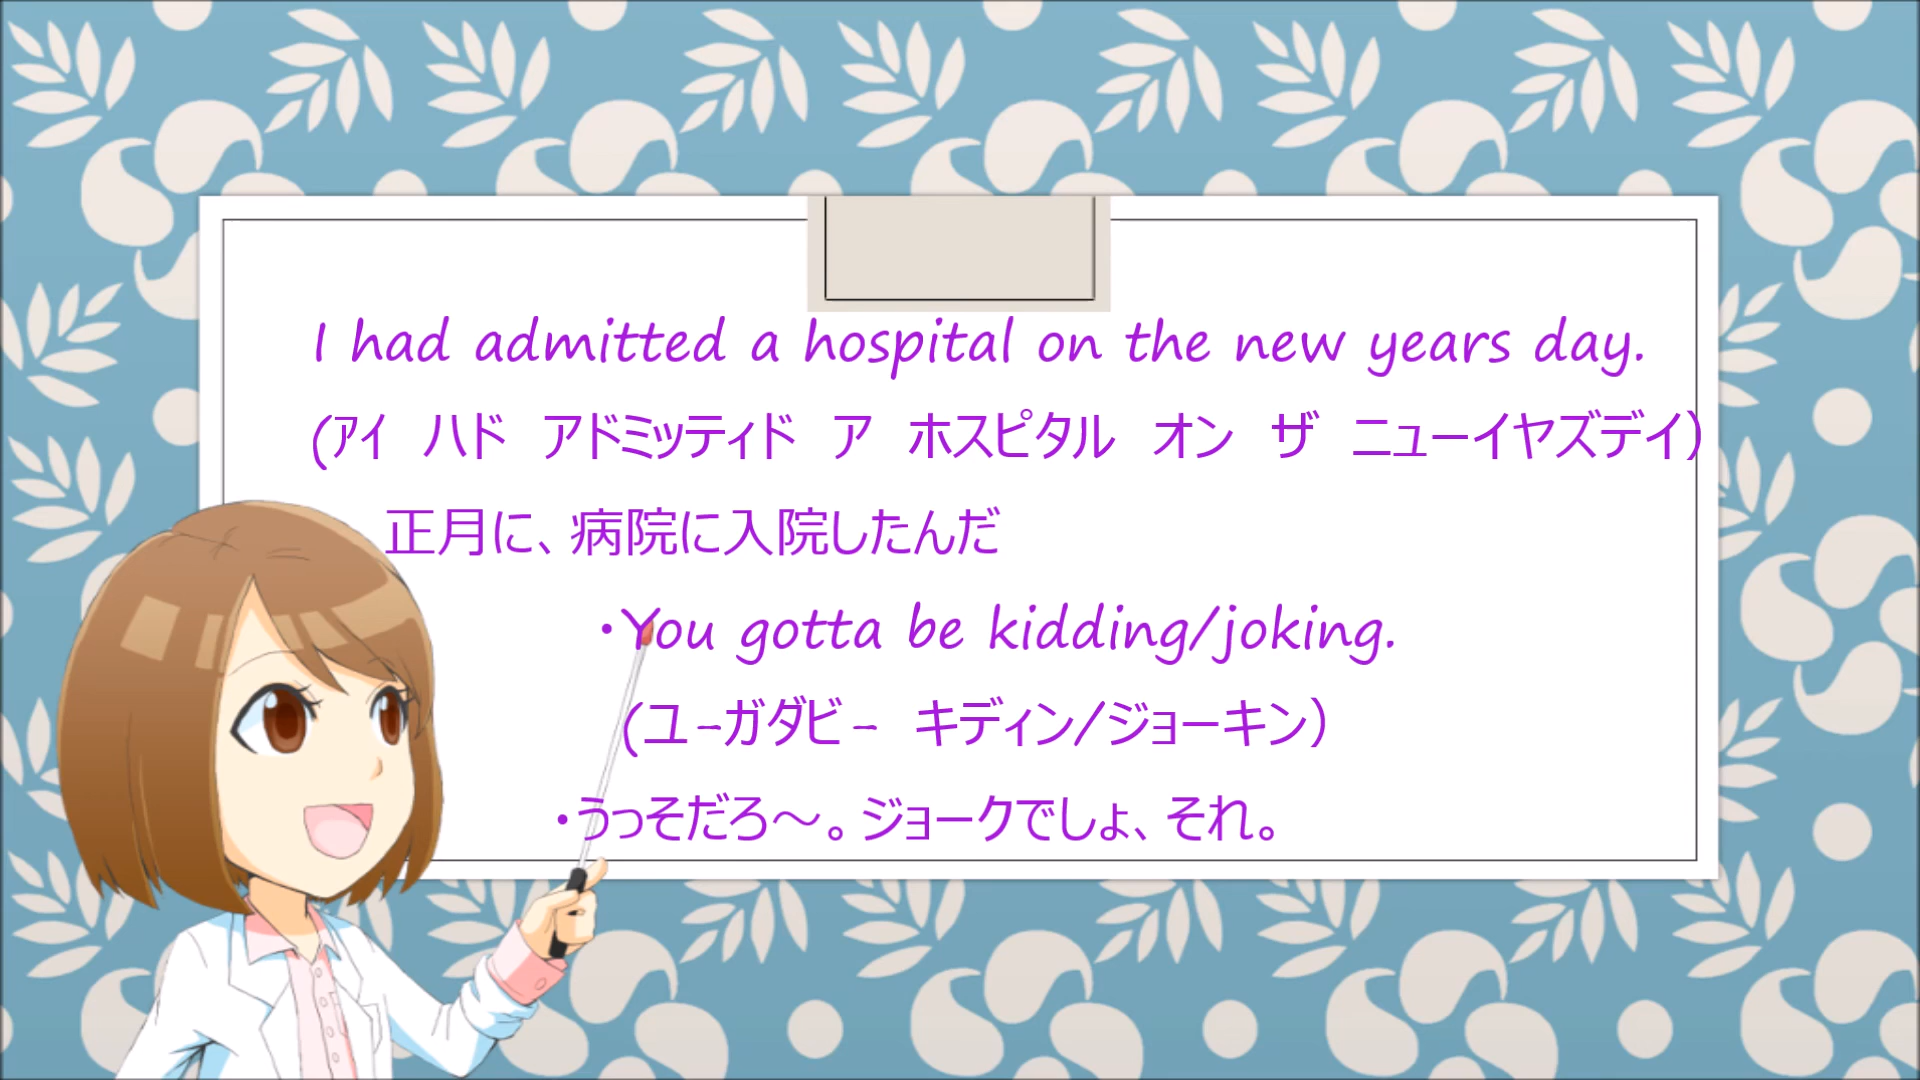 I had admitted a hospital on the new years day.
(ｱｲ　ハド　アドミッティド　ア　ホスピタル　オン　ザ　ニューイヤズデイ)
正月に、病院に入院したんだ
・You gotta be kidding/joking.
(ユｰガダビｰ　キディン/ジョーキン）
・うっそだろ～。ジョークでしょ、それ。